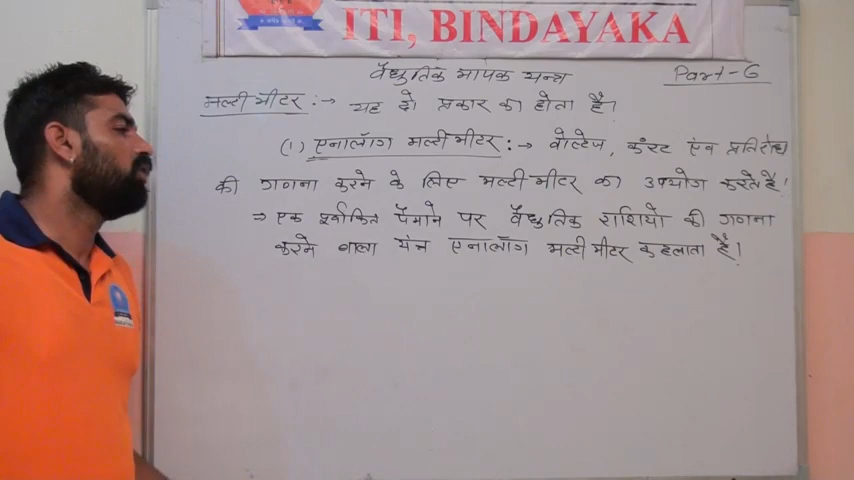 ITI, BINDAYAKA
वैधुतिक मापक यन्त्र
Part-6
मल्टीमीटर :→ यह दो प्रकार का होता है।
(1) एनालॉग मल्टीमीटर :→ वोल्टेज, करंट एंव प्रतिरोध
की गणना करने के लिए मल्टीमीटर का उपयोग करते है।
⇒ एक पूर्वांकित पैमाने पर वैधुतिक राशियों की गणना
करने वाला यंत्र एनालॉग मल्टीमीटर कहलाता है।